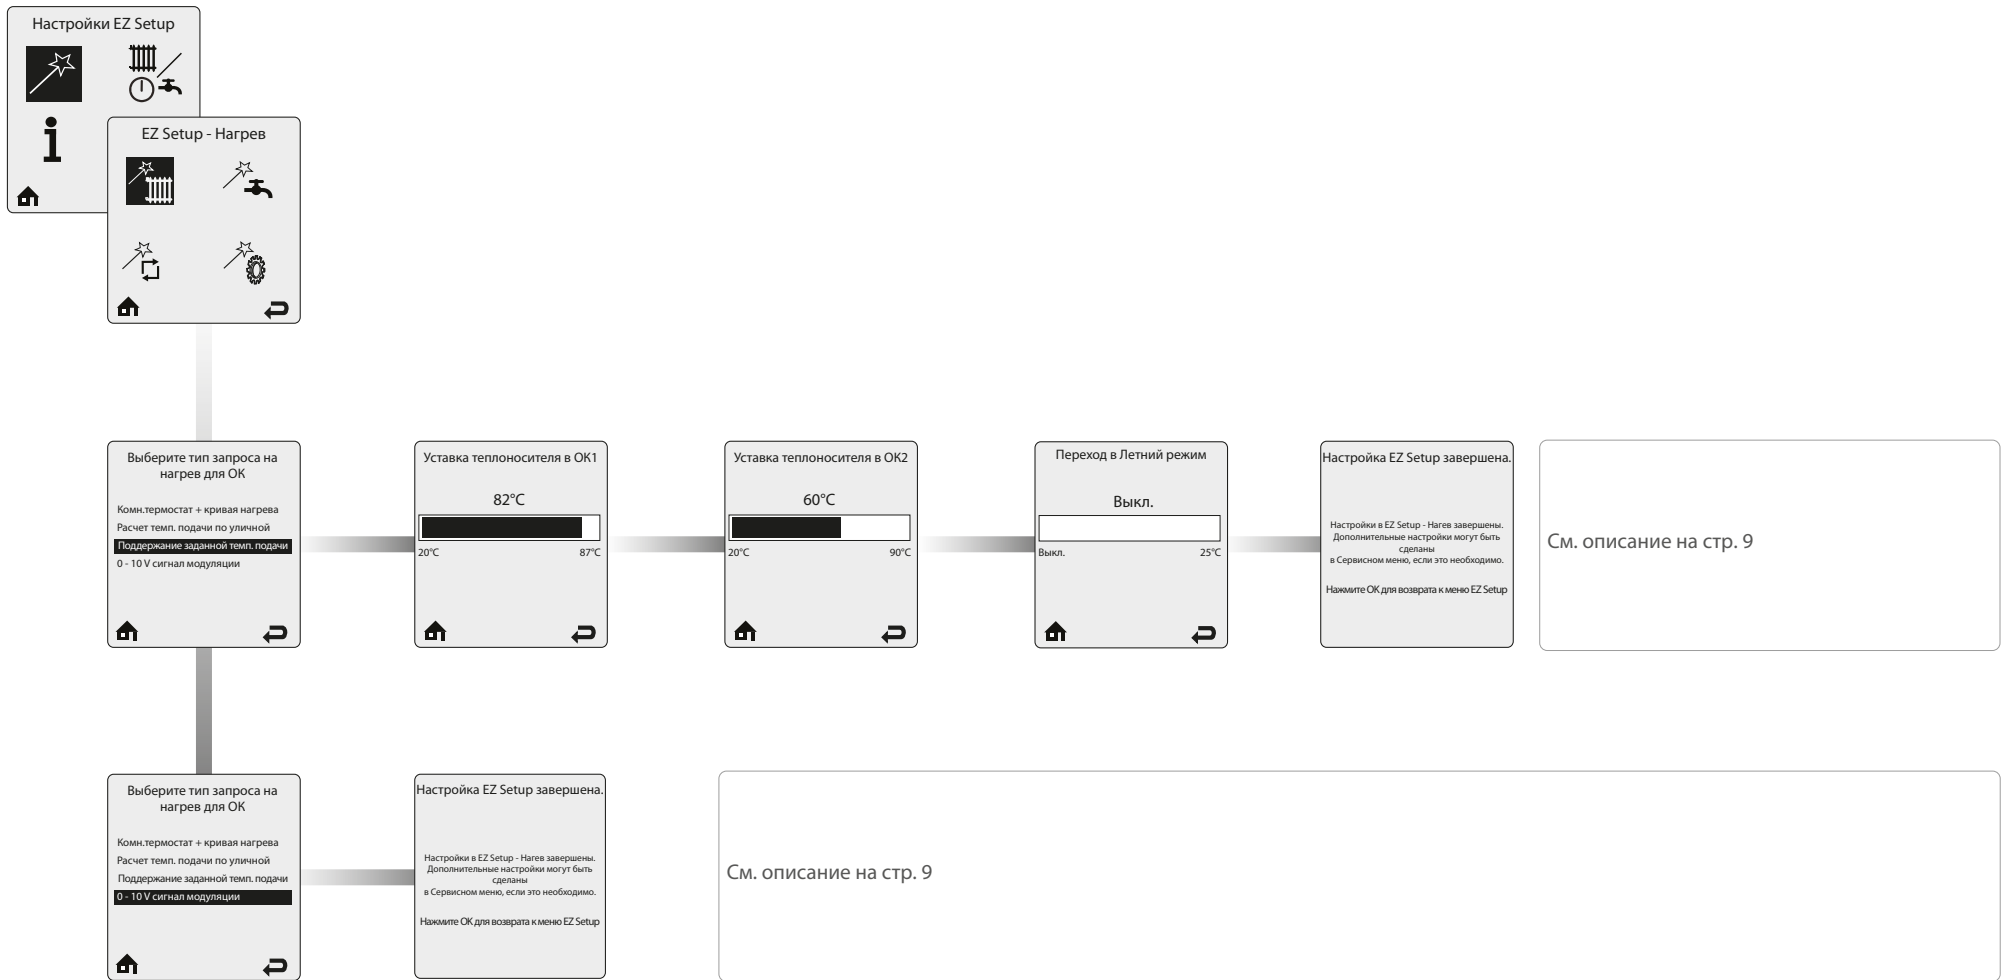 Настройки EZ Setup
EZ Setup - Нагрев
Выберите тип запроса на
нагрев для ОК
Комн.термостат + кривая нагрева
Расчет темп. подачи по уличной
Поддержание заданной темп. подачи
0 - 10 V сигнал модуляции
Уставка теплоносителя в ОК1
82°C
20°C
87°C
Уставка теплоносителя в ОК2
60°C
20°C
90°C
Переход в Летний режим
Выкл.
Выкл.
25°C
Настройка EZ Setup завершена.
Настройки в EZ Setup - Нагев завершены.
Дополнительные настройки могут быть
сделаны
в Сервисном меню, если это необходимо.
Нажмите ОК для возврата к меню EZ Setup
См. описание на стр. 9
Выберите тип запроса на
нагрев для ОК
Комн.термостат + кривая нагрева
Расчет темп. подачи по уличной
Поддержание заданной темп. подачи
0 - 10 V сигнал модуляции
Настройка EZ Setup завершена.
Настройки в EZ Setup - Нагев завершены.
Дополнительные настройки могут быть
сделаны
в Сервисном меню, если это необходимо.
Нажмите ОК для возврата к меню EZ Setup
См. описание на стр. 9